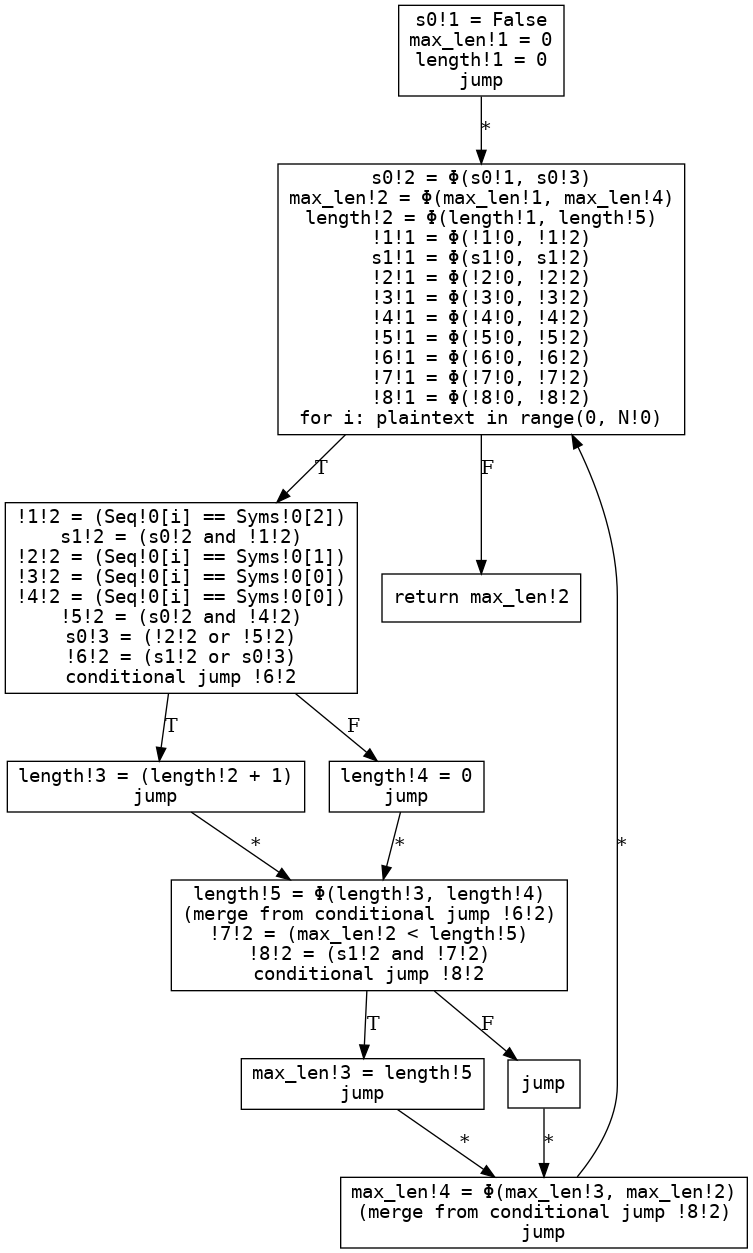 s0!1 = False
max_len!1 = 0
length!1 = 0
jump
*
s0!2 = Φ(s0!1, s0!3)
max_len!2 = Φ(max_len!1, max_len!4)
length!2 = Φ(length!1, length!5)
!1!1 = Φ(!1!0, !1!2)
s1!1 = Φ(s1!0, s1!2)
!2!1 = Φ(!2!0, !2!2)
!3!1 = Φ(!3!0, !3!2)
!4!1 = Φ(!4!0, !4!2)
!5!1 = Φ(!5!0, !5!2)
!6!1 = Φ(!6!0, !6!2)
!7!1 = Φ(!7!0, !7!2)
!8!1 = Φ(!8!0, !8!2)
for i: plaintext in range(0, N!0)
T
F
!1!2 = (Seq!0[i] == Syms!0[2])
s1!2 = (s0!2 and !1!2)
!2!2 = (Seq!0[i] == Syms!0[1])
!3!2 = (Seq!0[i] == Syms!0[0])
!4!2 = (Seq!0[i] == Syms!0[0])
!5!2 = (s0!2 and !4!2)
s0!3 = (!2!2 or !5!2)
!6!2 = (s1!2 or s0!3)
conditional jump !6!2
return max_len!2
T
F
length!3 = (length!2 + 1)
jump
length!4 = 0
jump
*
*
*
length!5 = Φ(length!3, length!4)
(merge from conditional jump !6!2)
!7!2 = (max_len!2 < length!5)
!8!2 = (s1!2 and !7!2)
conditional jump !8!2
T
F
max_len!3 = length!5
jump
jump
*
*
max_len!4 = Φ(max_len!3, max_len!2)
(merge from conditional jump !8!2)
jump